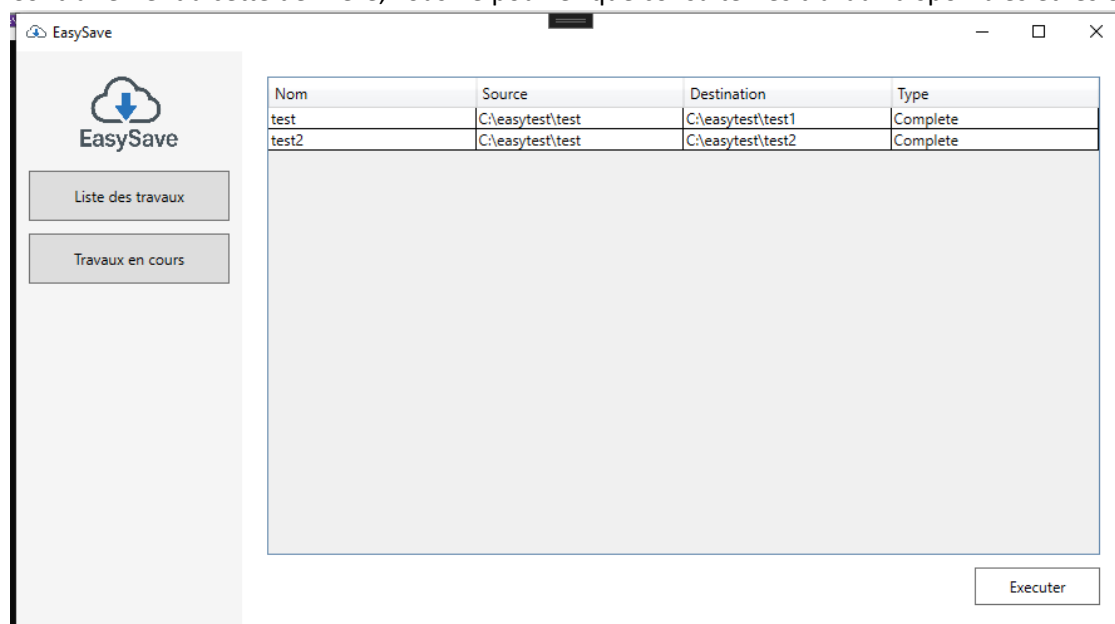 EasySave
EasySave
Liste des travaux
Travaux en cours
Nom Source Destination Type
test C:\easytest\test C:\easytest\test1 Complete
test2 C:\easytest\test C:\easytest\test2 Complete
Executer